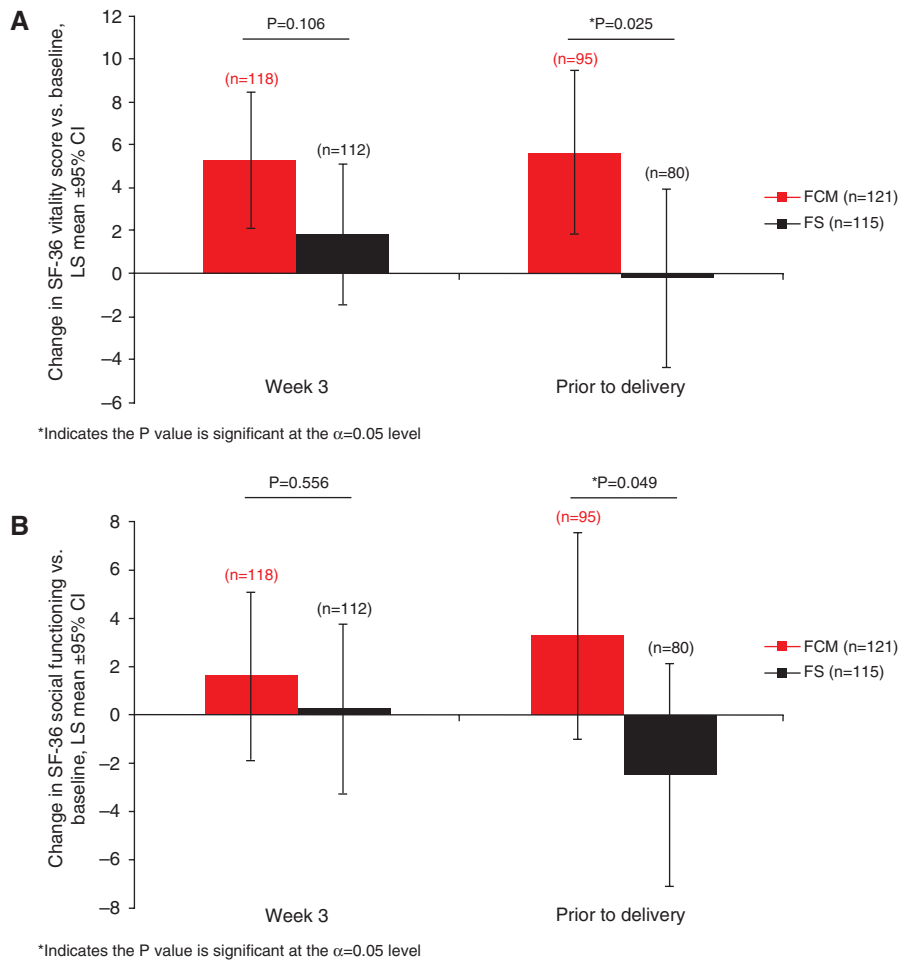 A
Change in SF-36 vitality score vs. baseline,
LS mean ±95% CI
12
10
8
6
4
2
0
–2
–4
–6
P=0.106
*P=0.025
(n=118)
(n=112)
(n=95)
(n=80)
FCM (n=121)
FS (n=115)
Week 3
Prior to delivery
*Indicates the P value is significant at the α=0.05 level
B
Change in SF-36 social functioning vs.
baseline, LS mean ±95% CI
8
6
4
2
0
–2
–4
–6
–8
P=0.556
*P=0.049
(n=118)
(n=112)
(n=95)
(n=80)
FCM (n=121)
FS (n=115)
Week 3
Prior to delivery
*Indicates the P value is significant at the α=0.05 level